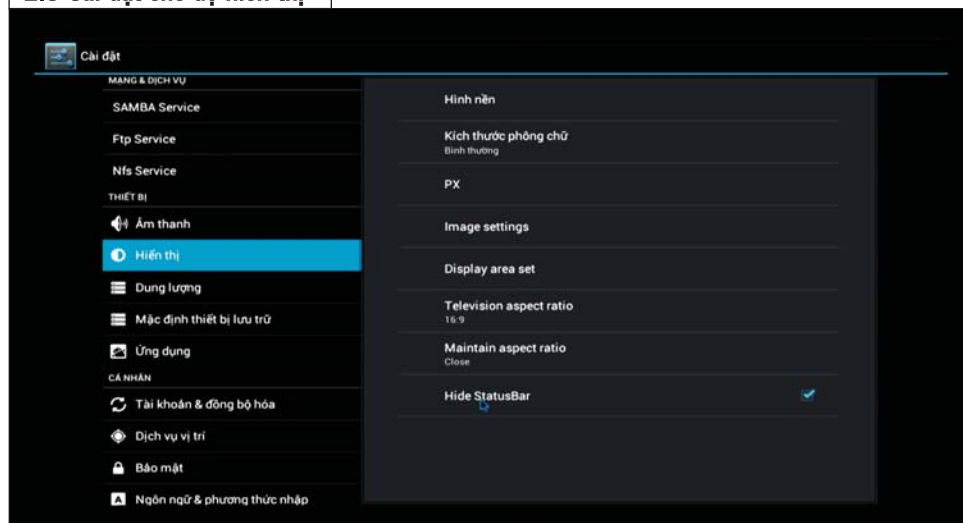 Cài đặt
MẠNG & DỊCH VỤ
SAMBA Service
Ftp Service
Nfs Service
THIẾT BỊ
Âm thanh
Hiển thị
Dung lượng
Mặc định thiết bị lưu trữ
Ứng dụng
CÁ NHÂN
Tài khoản & đồng bộ hóa
Dịch vụ vị trí
Bảo mật
Ngôn ngữ & phương thức nhập
Hình nền
Kích thước phông chữ
Bình thường
PX
Image settings
Display area set
Television aspect ratio
16:9
Maintain aspect ratio
Close
Hide StatusBar